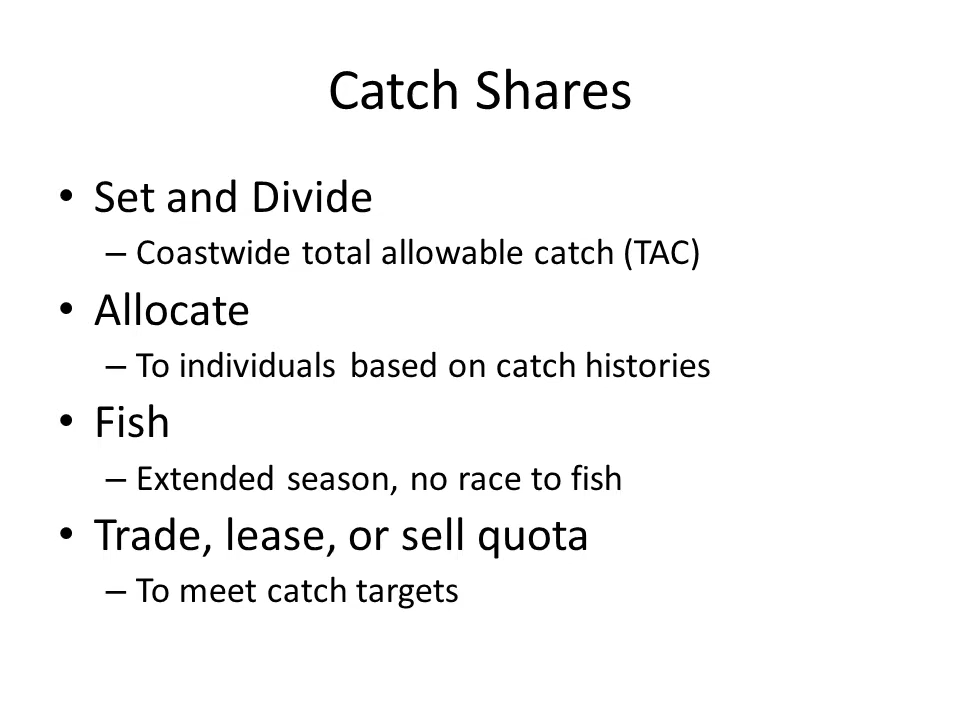 Catch Shares
• Set and Divide
– Coastwide total allowable catch (TAC)
• Allocate
– To individuals based on catch histories
• Fish
– Extended season, no race to fish
• Trade, lease, or sell quota
– To meet catch targets